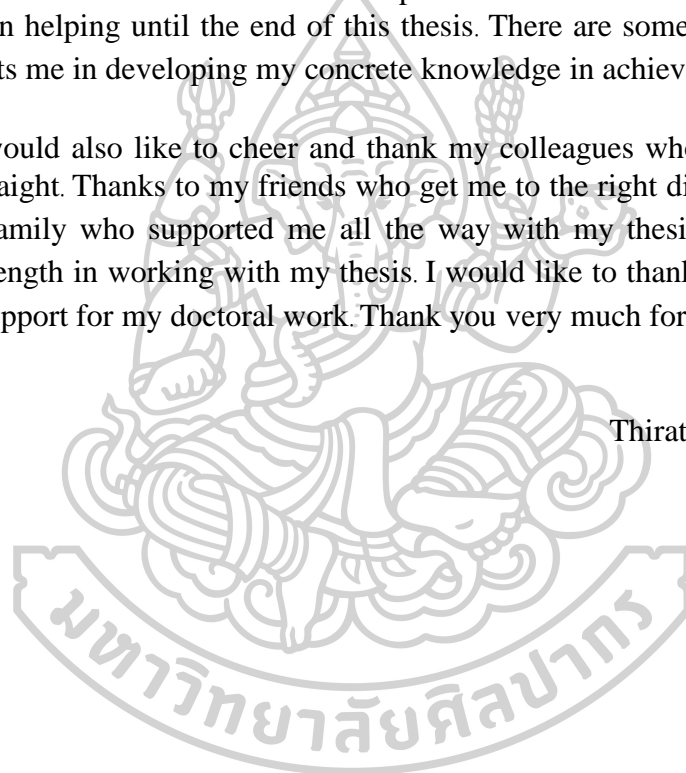 n helping until the end of this thesis. There are some
ts me in developing my concrete knowledge in achiev
ould also like to cheer and thank my colleagues who
aight. Thanks to my friends who get me to the right di
amily who supported me all the way with my thesi
ength in working with my thesis. I would like to thank
pport for my doctoral work. Thank you very much for
Thirat
มหาวิทยาลัยศิลปากร